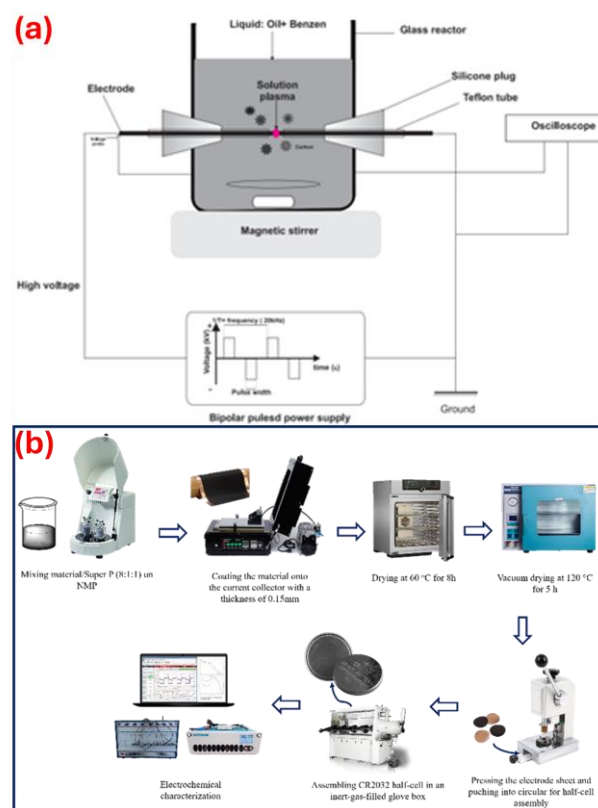 (a)
Liquid: Oil+ Benzen
Glass reactor
Solution
plasma
Silicone plug
Teflon tube
Electrode
Oscilloscope
Carbon
Magnetic stirrer
High voltage
1/T= frequency ( 20kHz)
Voltage (kV)
+
-
time (s)
Pulse width
Bipolar pulesd power supply
Ground
(b)
Mixing material/Super P (8:1:1) un
NMP
Coating the material onto
the current collector with a
thickness of 0.15mm
Drying at 60 °C for 8h
Vacuum drying at 120 °C
for 5 h
Electrochemical
characterization
Assembling CR2032 half-cell in an
inert-gas-filled glove box
Pressing the electrode sheet and
puching into circular for half-cell
assembly